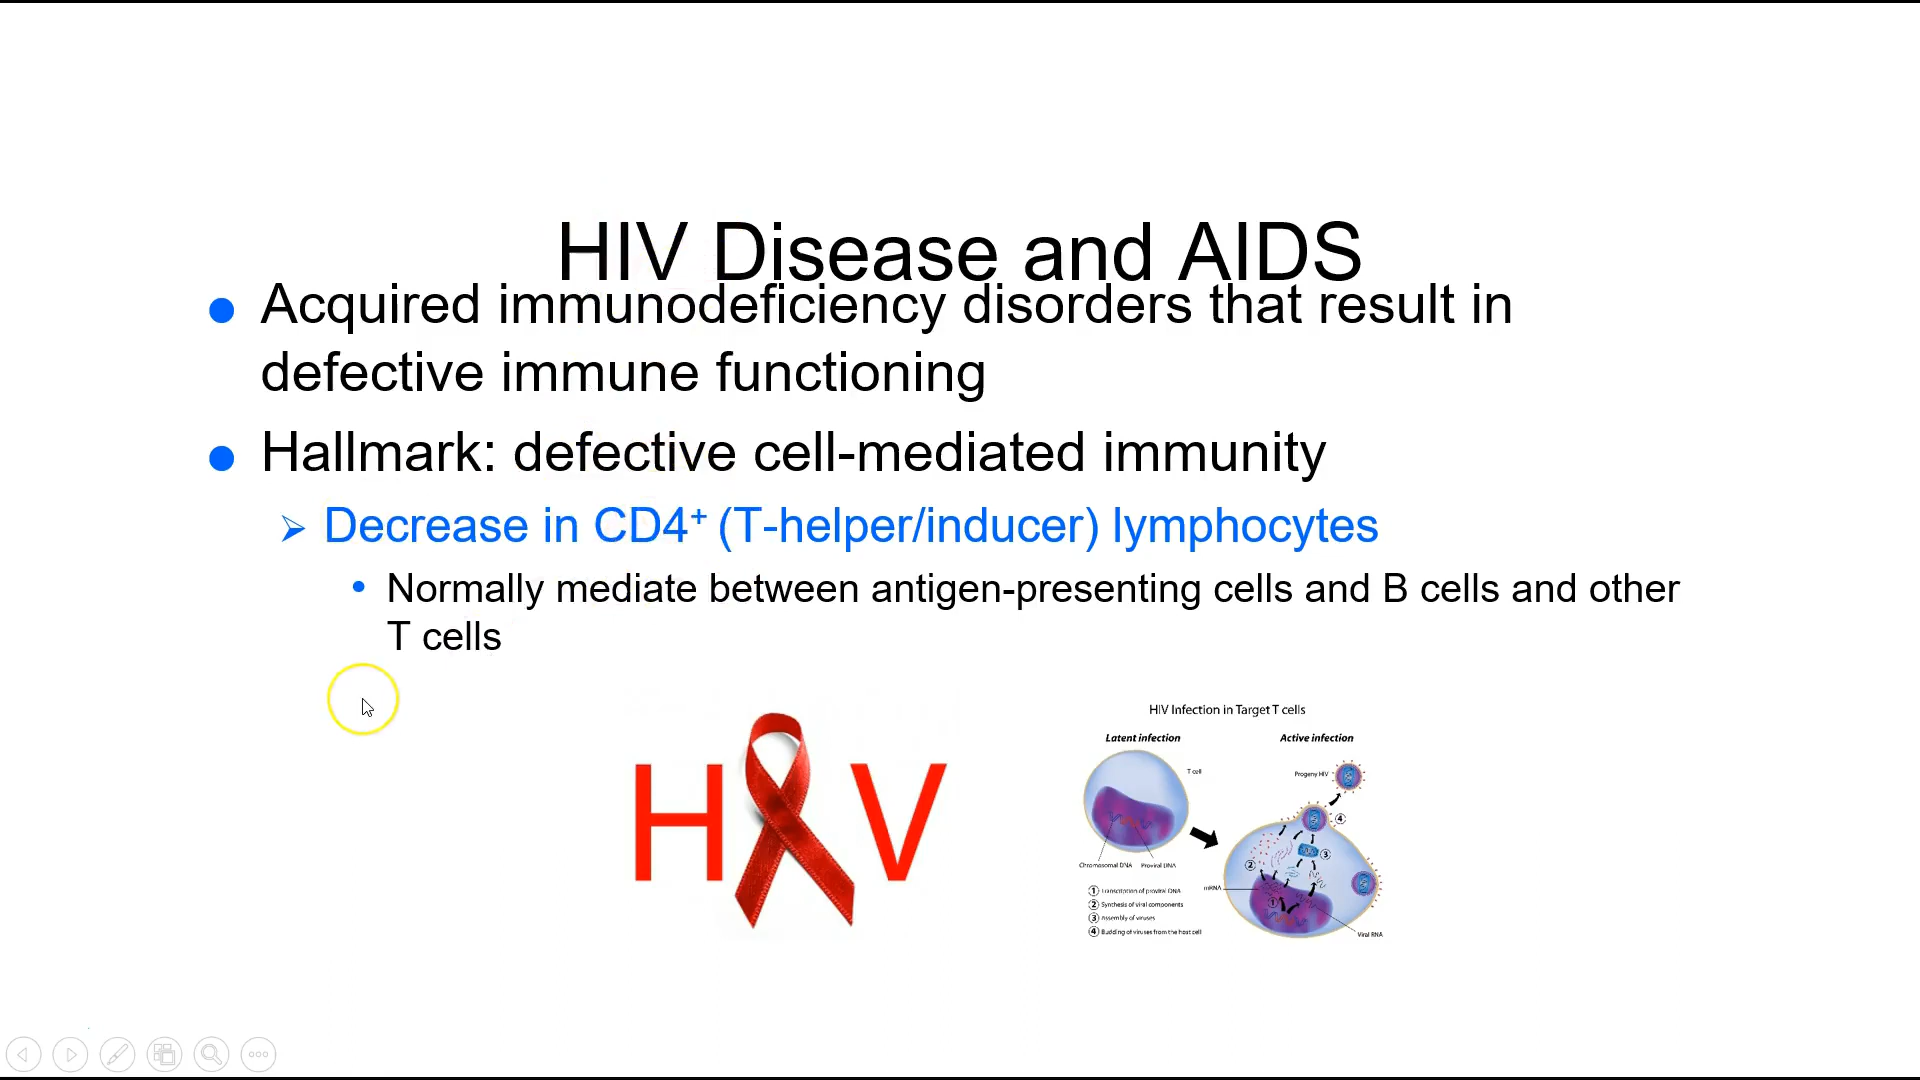 HIV Disease and AIDS
Acquired immunodeficiency disorders that result in
defective immune functioning
Hallmark: defective cell-mediated immunity
Decrease in CD4⁺ (T-helper/inducer) lymphocytes
Normally mediate between antigen-presenting cells and B cells and other
T cells
H V
HIV Infection in Target T cells
Latent infection
Active infection
T cell
Progeny HIV
Chromosomal DNA
Proviral DNA
mRNA
Viral RNA
1 Transcription of proviral DNA
2 Synthesis of viral components
3 Assembly of viruses
4 Budding of viruses from the host cell
1
2
3
4